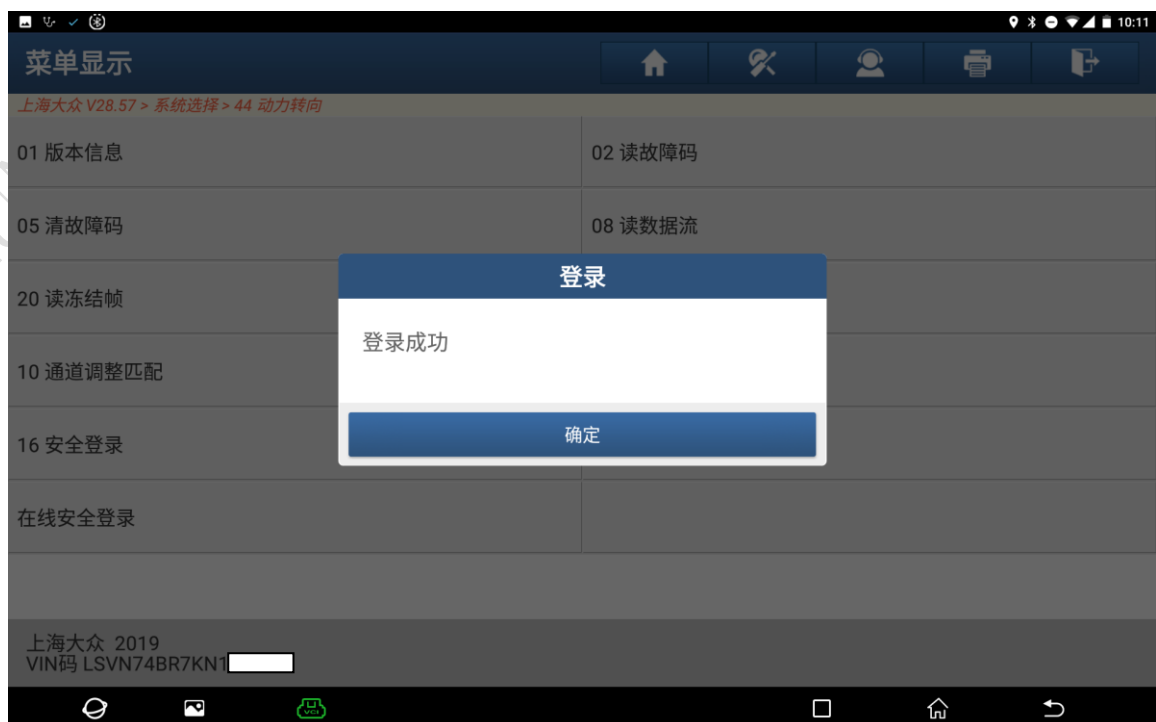 10:11
菜单显示
上海大众 V28.57 > 系统选择 > 44 动力转向
01 版本信息
02 读故障码
05 清故障码
08 读数据流
登录
20 读冻结帧
登录成功
10 通道调整匹配
确定
16 安全登录
在线安全登录
上海大众 2019
VIN码 LSVN74BR7KN1
VCI